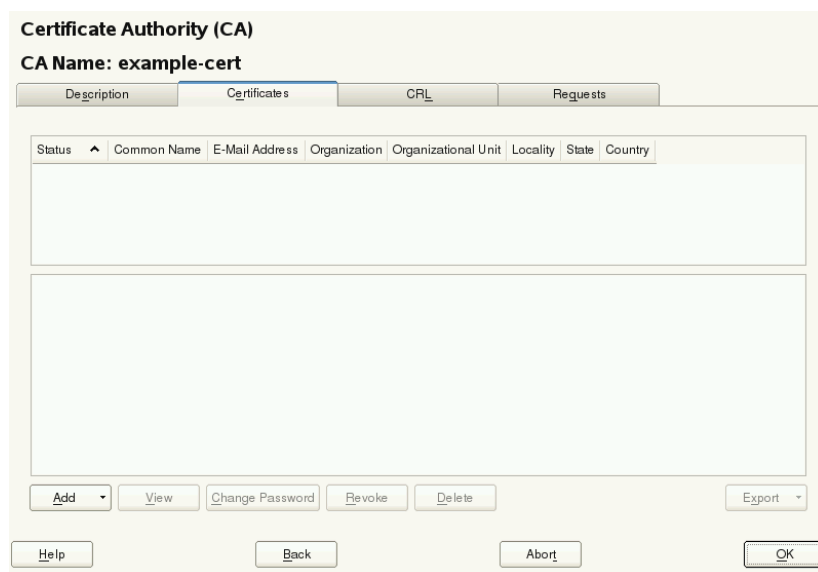 Certificate Authority (CA)
CA Name: example-cert
Description Certificates CRL Requests
Status Common Name E-Mail Address Organization Organizational Unit Locality State Country
Add View Change Password Revoke Delete Export
Help Back Abort OK